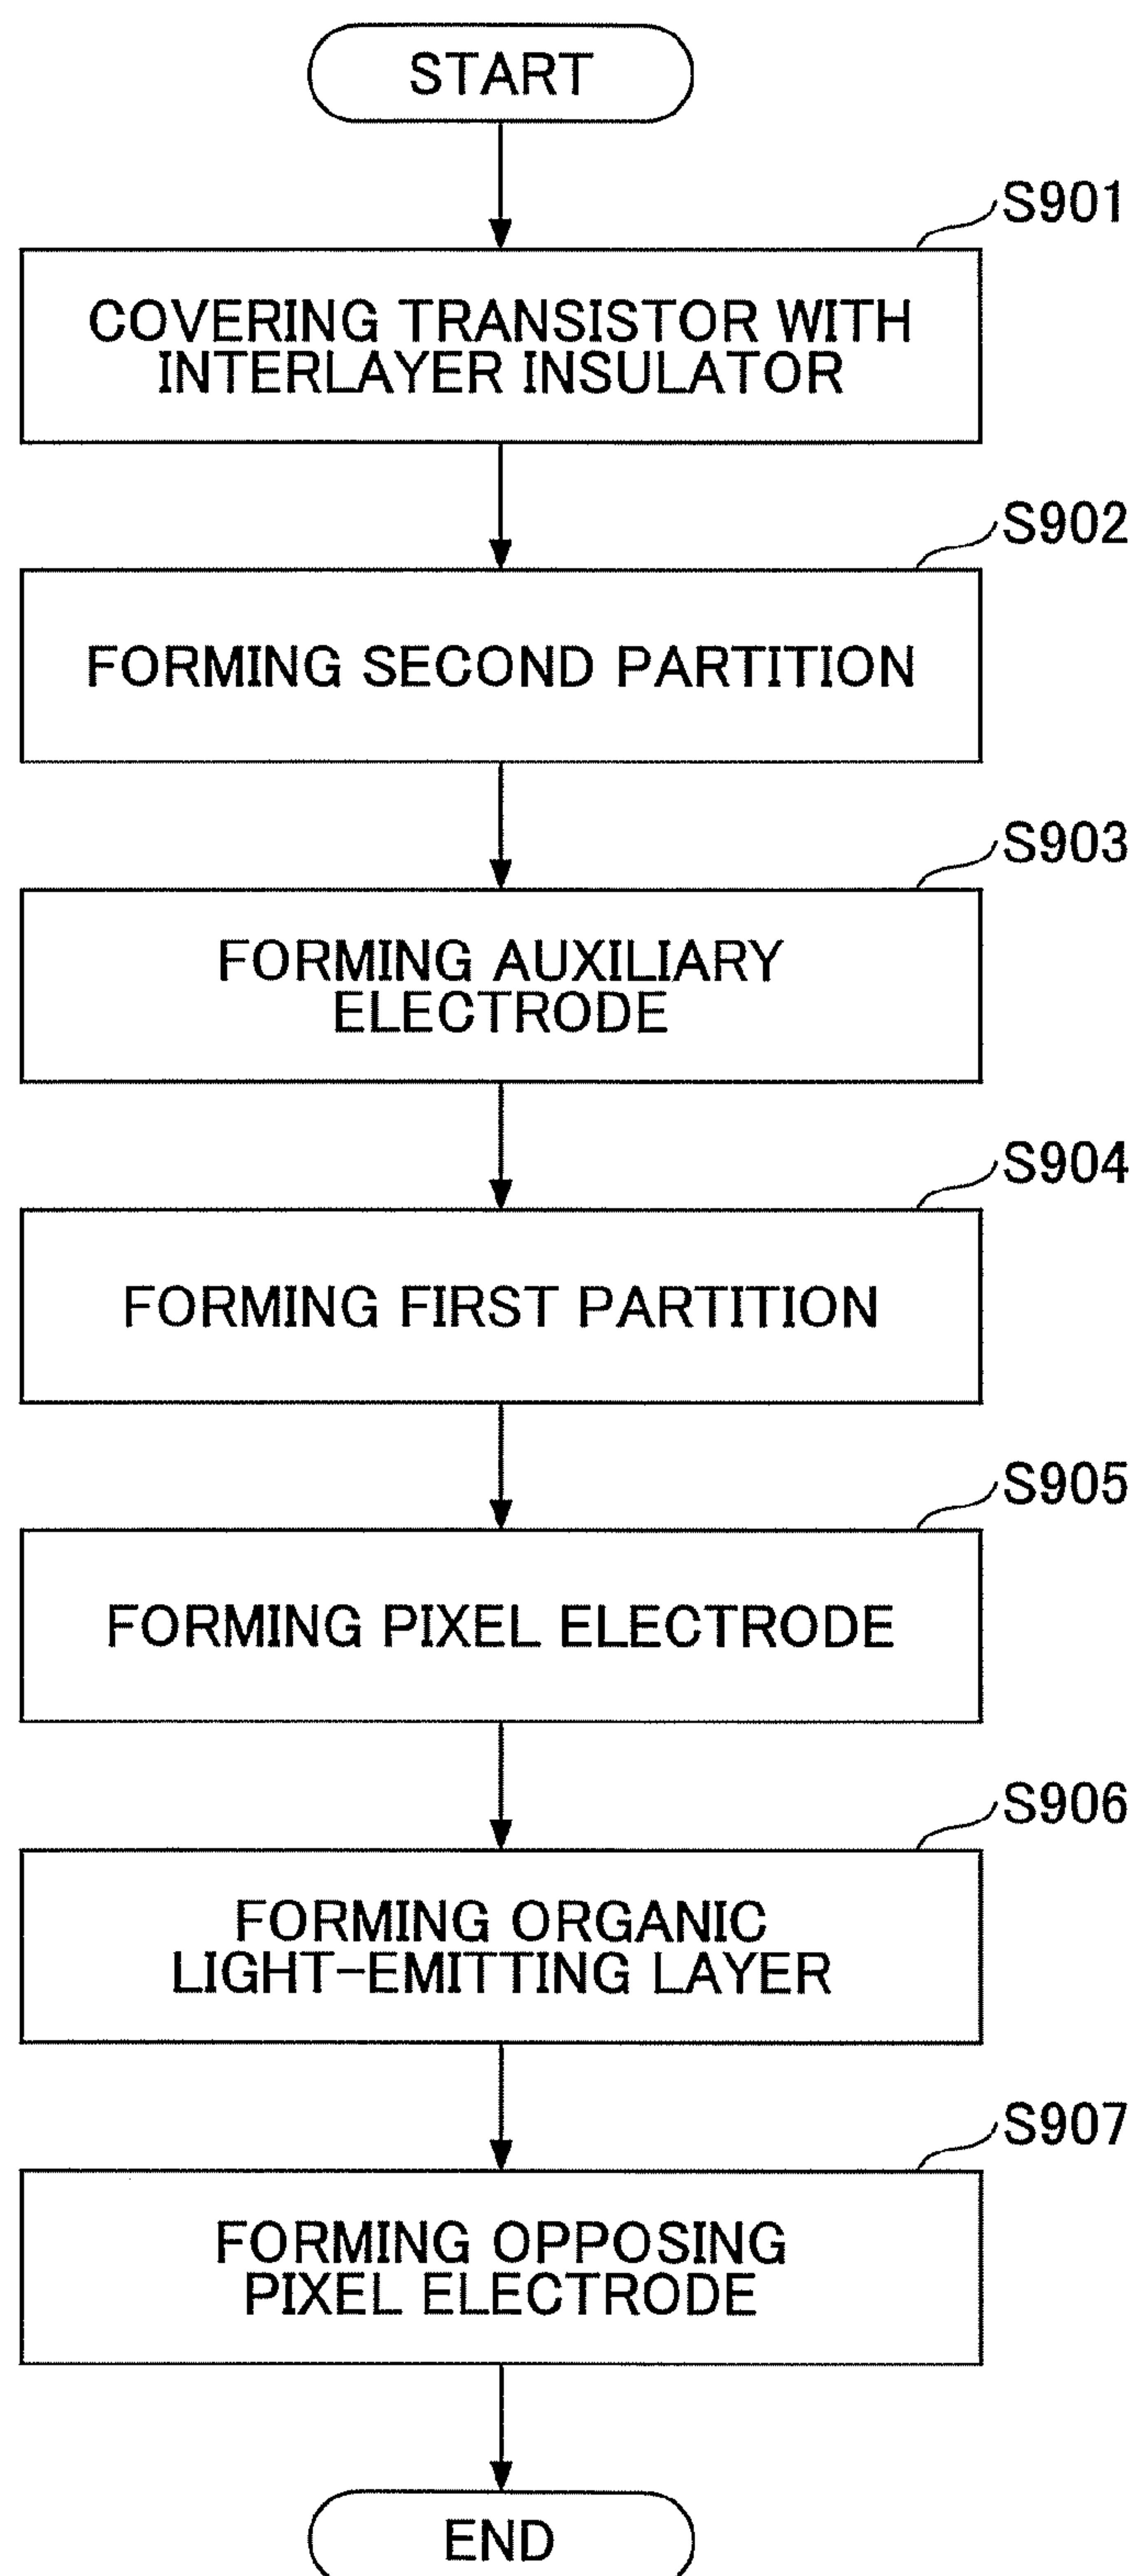 START
S901
COVERING TRANSISTOR WITH
INTERLAYER INSULATOR
S902
FORMING SECOND PARTITION
S903
FORMING AUXILIARY
ELECTRODE
S904
FORMING FIRST PARTITION
S905
FORMING PIXEL ELECTRODE
S906
FORMING ORGANIC
LIGHT-EMITTING LAYER
S907
FORMING OPPOSING
PIXEL ELECTRODE
END